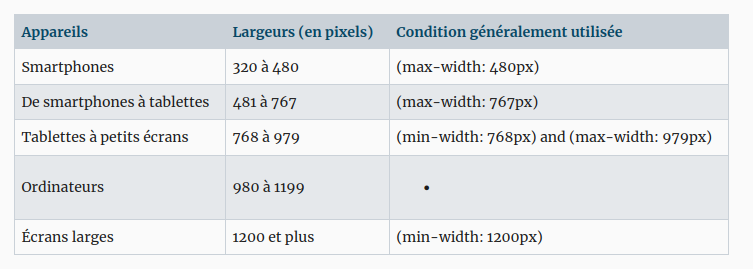 Appareils Largeurs (en pixels) Condition généralement utilisée
Smartphones 320 à 480 (max-width: 480px)
De smartphones à tablettes 481 à 767 (max-width: 767px)
Tablettes à petits écrans 768 à 979 (min-width: 768px) and (max-width: 979px)
Ordinateurs 980 à 1199 •
Écrans larges 1200 et plus (min-width: 1200px)